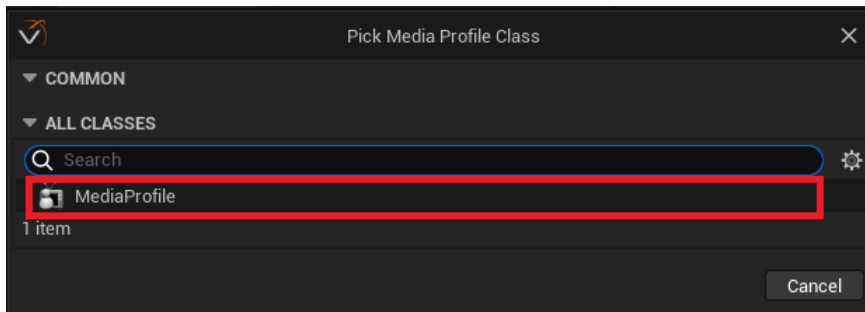 Pick Media Profile Class
COMMON
ALL CLASSES
Search
MediaProfile
1 item
Cancel